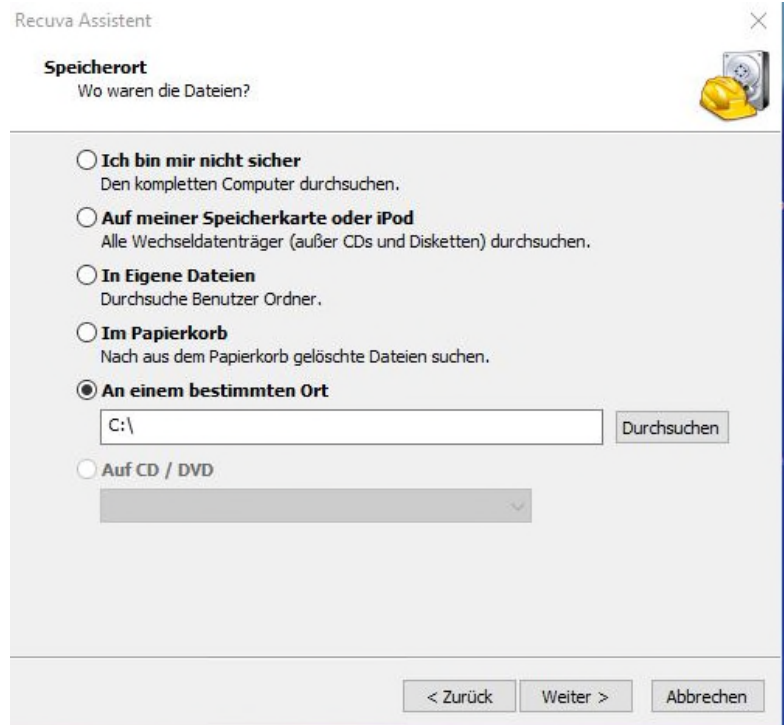 Recuva Assistent
Speicherort
Wo waren die Dateien?
Ich bin mir nicht sicher
Den kompletten Computer durchsuchen.
Auf meiner Speicherkarte oder iPod
Alle Wechseldatenträger (außer CDs und Disketten) durchsuchen.
In Eigene Dateien
Durchsuche Benutzer Ordner.
Im Papierkorb
Nach aus dem Papierkorb gelöschte Dateien suchen.
An einem bestimmten Ort
C:\ Durchsuchen
Auf CD / DVD
< Zurück Weiter > Abbrechen